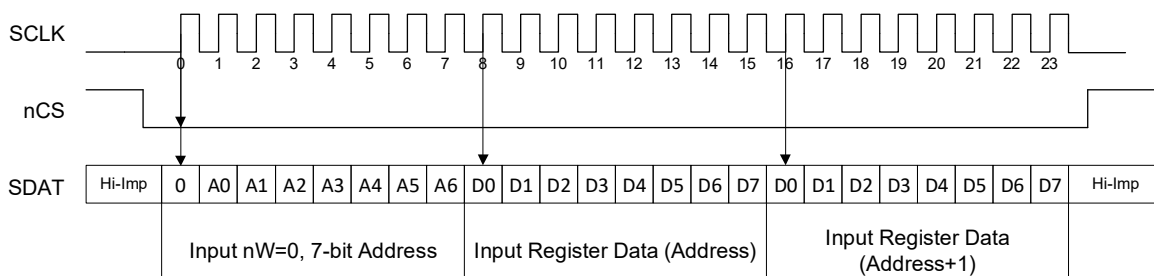 SCLK
0 1 2 3 4 5 6 7 8 9 10 11 12 13 14 15 16 17 18 19 20 21 22 23
nCS
SDAT
Hi-Imp 0 A0 A1 A2 A3 A4 A5 A6 D0 D1 D2 D3 D4 D5 D6 D7 D0 D1 D2 D3 D4 D5 D6 D7 Hi-Imp
Input nW=0, 7-bit Address
Input Register Data (Address)
Input Register Data
(Address+1)